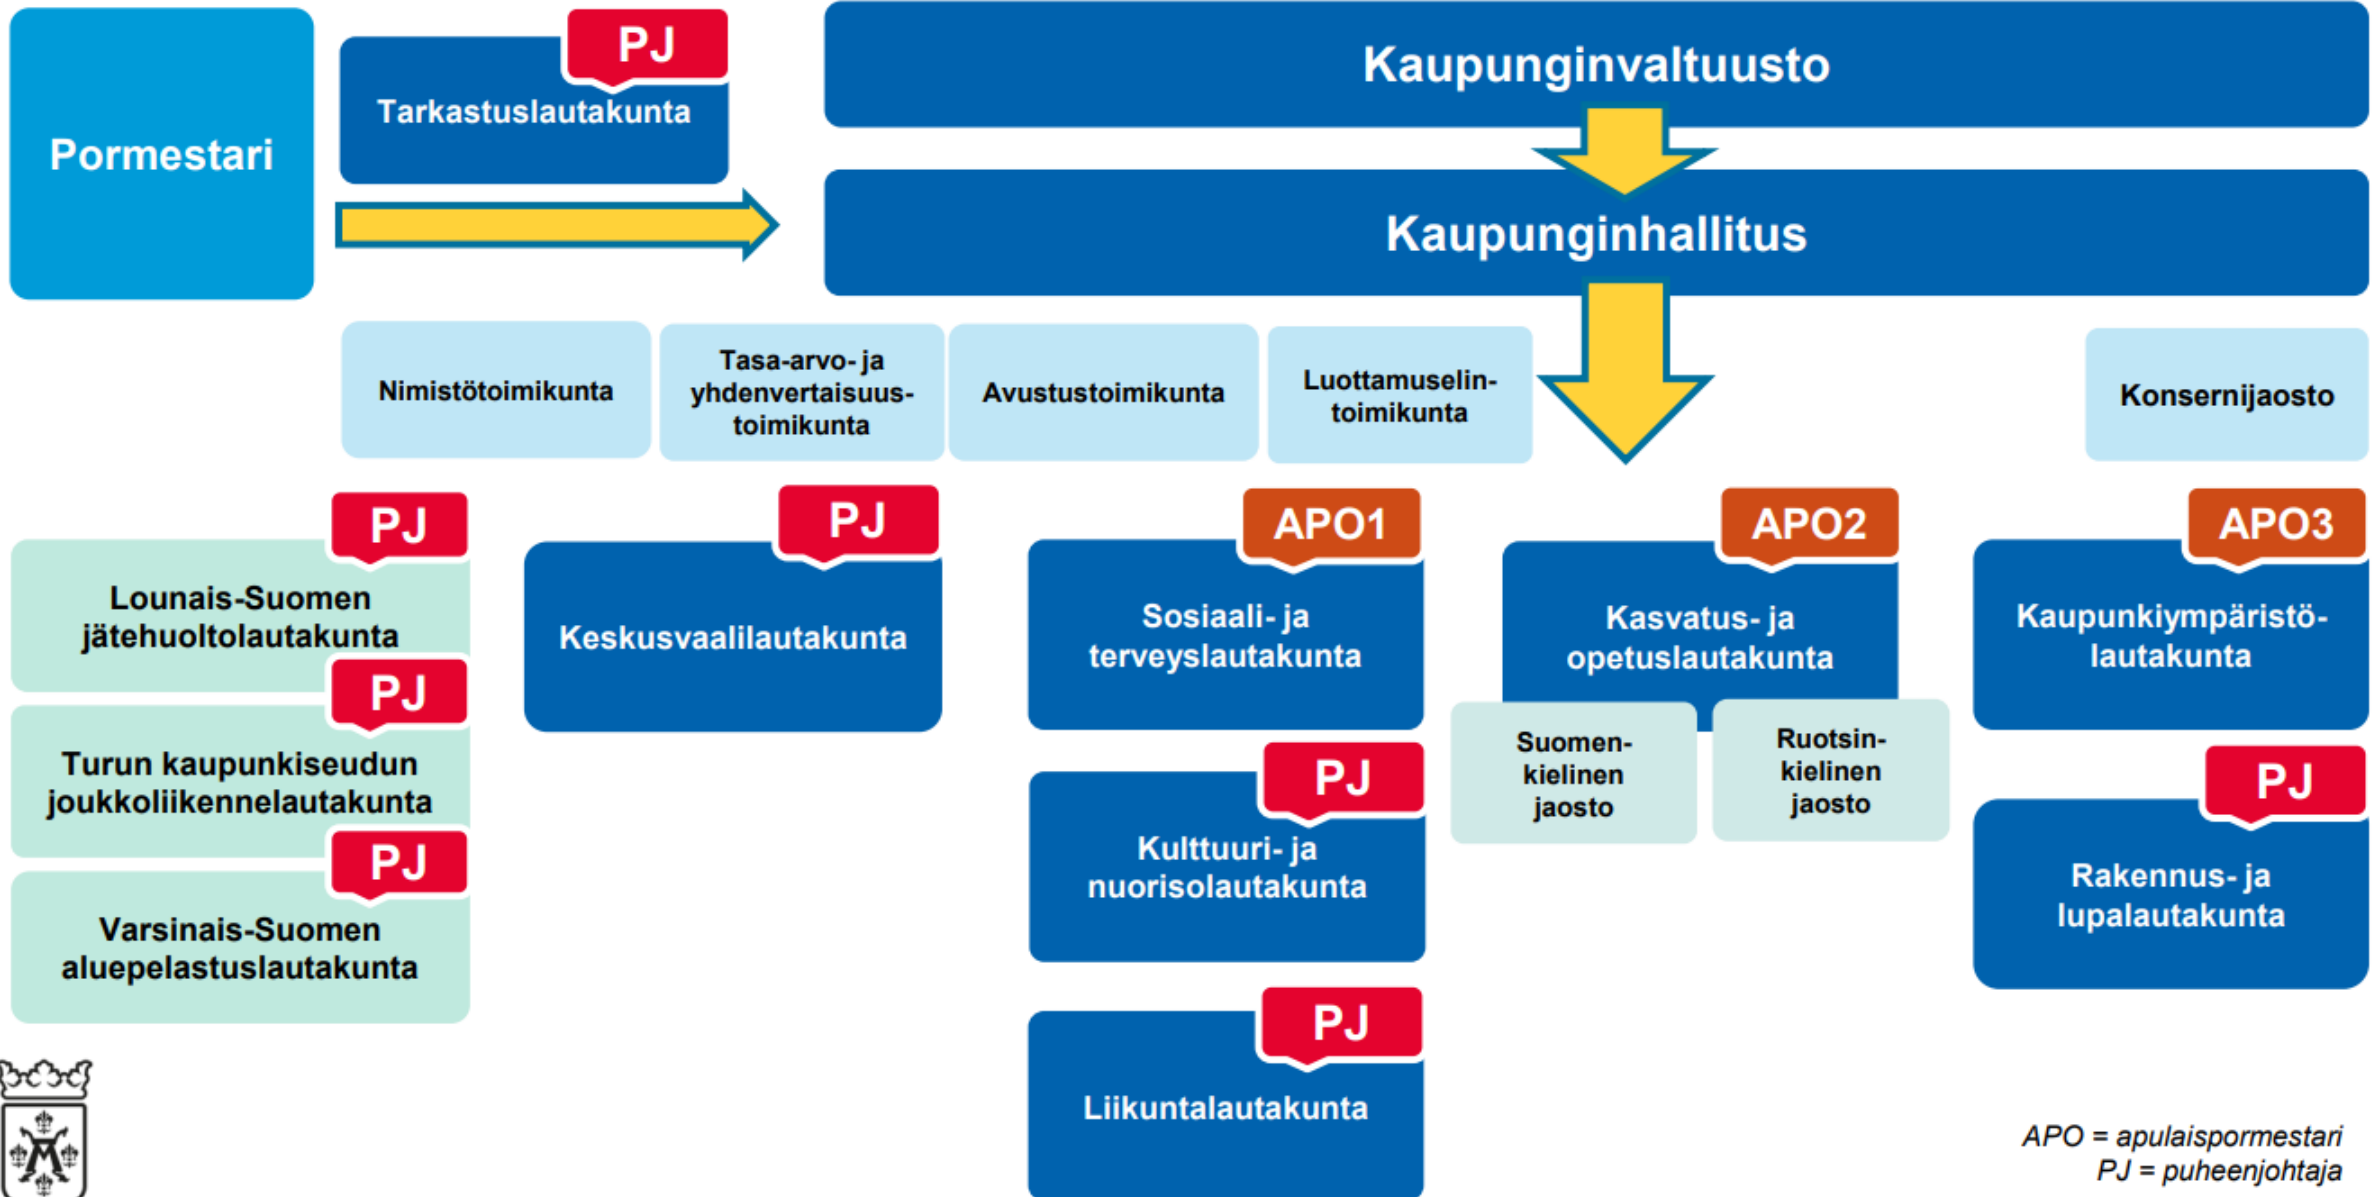 Pormestari
PJ
Tarkastuslautakunta
Kaupunginvaltuusto
Kaupunginhallitus
Nimistötoimikunta
Tasa-arvo- ja
yhdenvertaisuus-
toimikunta
Avustustoimikunta
Luottamuselin-
toimikunta
Konsernijaosto
PJ
Lounais-Suomen
jätehuoltolautakunta
PJ
Turun kaupunkiseudun
joukkoliikennelautakunta
PJ
Varsinais-Suomen
aluepelastuslautakunta
PJ
Keskusvaalilautakunta
APO1
Sosiaali- ja
terveyslautakunta
PJ
Kulttuuri- ja
nuorisolautakunta
PJ
Liikuntalautakunta
APO2
Kasvatus- ja
opetuslautakunta
Suomen-
kielinen
jaosto
Ruotsin-
kielinen
jaosto
APO3
Kaupunkiympäristö-
lautakunta
PJ
Rakennus- ja
lupalautakunta
APO = apulaispormestari
PJ = puheenjohtaja